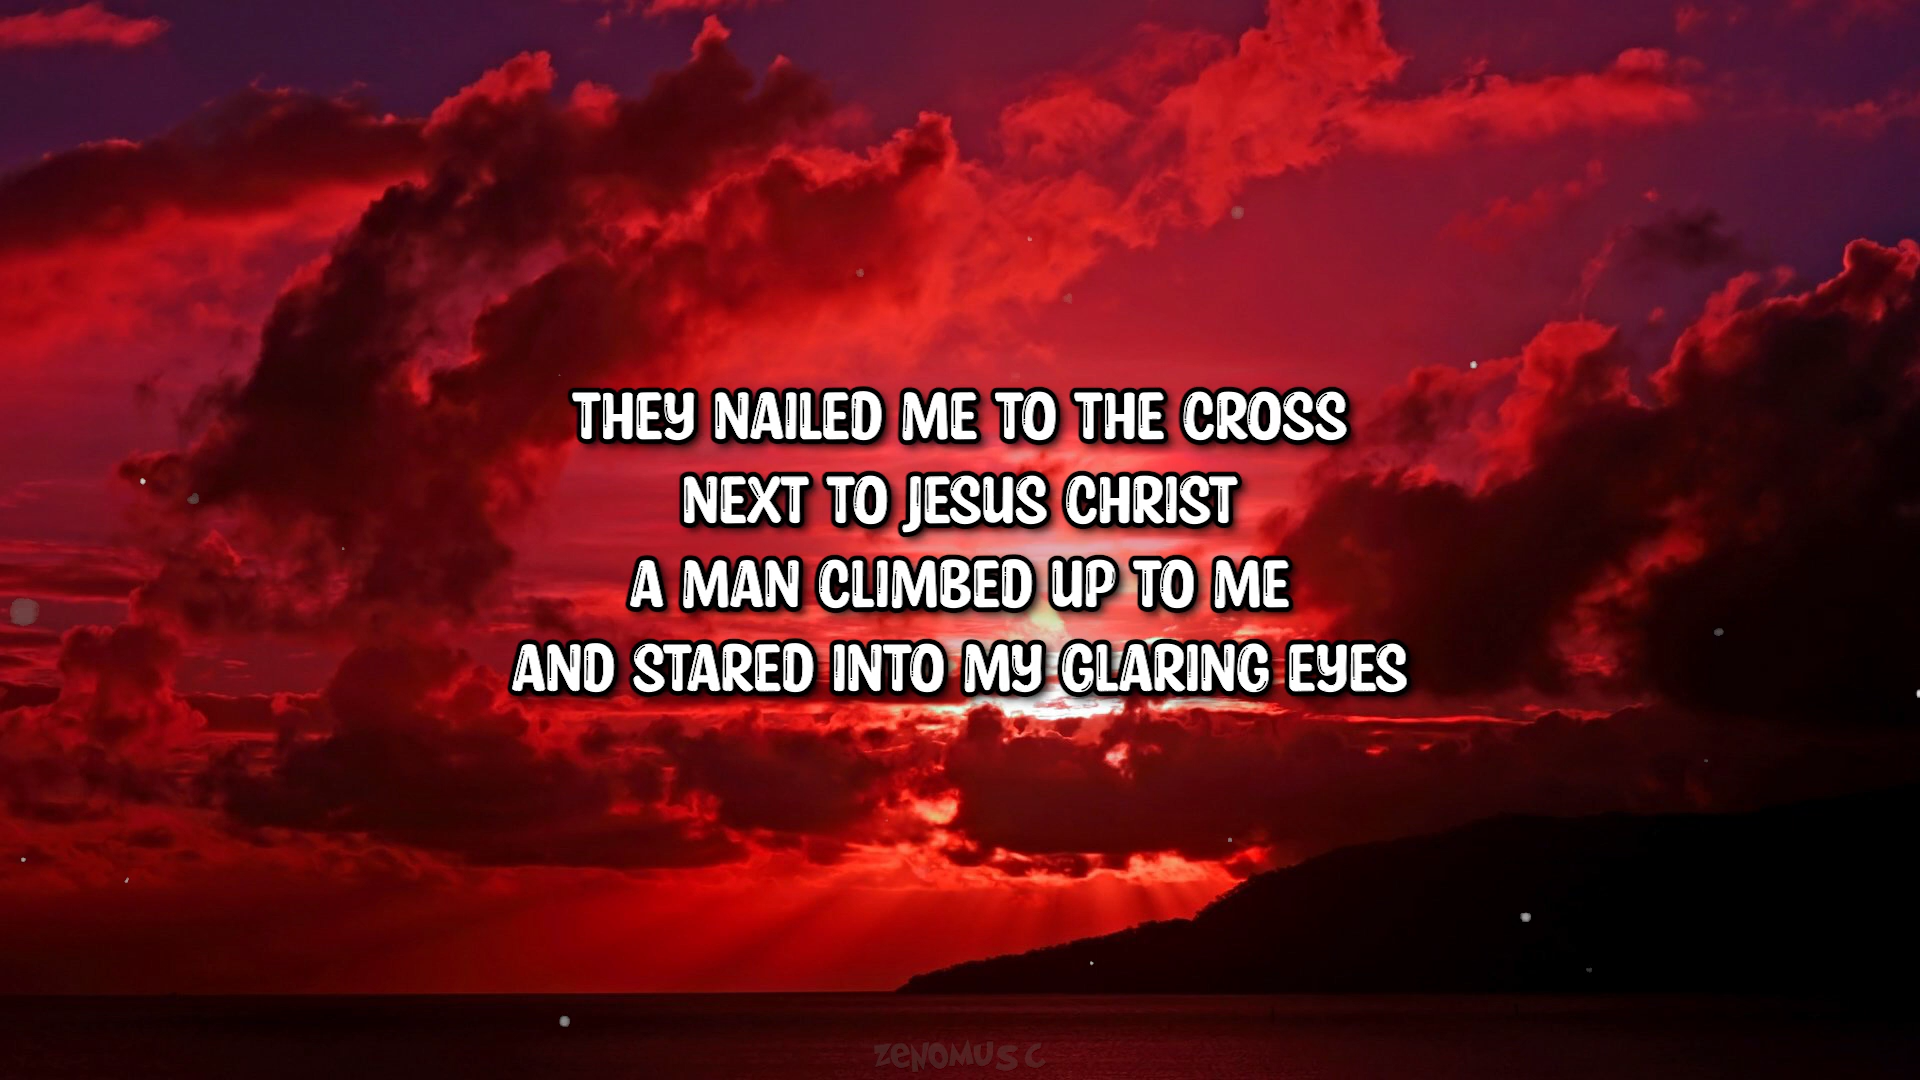 THEY NAILED ME TO THE CROSS
NEXT TO JESUS CHRIST
A MAN CLIMBED UP TO ME
AND STARED INTO MY GLARING EYES
ZENOMUS C